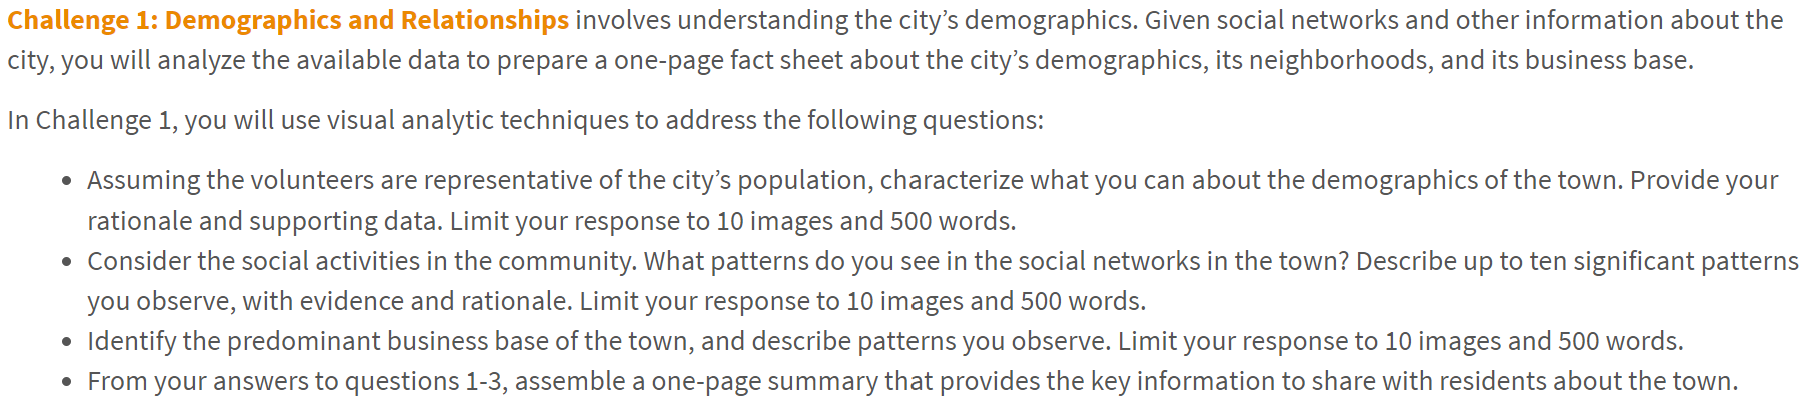 Challenge 1: Demographics and Relationships involves understanding the city’s demographics. Given social networks and other information about the
city, you will analyze the available data to prepare a one-page fact sheet about the city’s demographics, its neighborhoods, and its business base.
In Challenge 1, you will use visual analytic techniques to address the following questions:
• Assuming the volunteers are representative of the city’s population, characterize what you can about the demographics of the town. Provide your
rationale and supporting data. Limit your response to 10 images and 500 words.
• Consider the social activities in the community. What patterns do you see in the social networks in the town? Describe up to ten significant patterns
you observe, with evidence and rationale. Limit your response to 10 images and 500 words.
• Identify the predominant business base of the town, and describe patterns you observe. Limit your response to 10 images and 500 words.
• From your answers to questions 1-3, assemble a one-page summary that provides the key information to share with residents about the town.